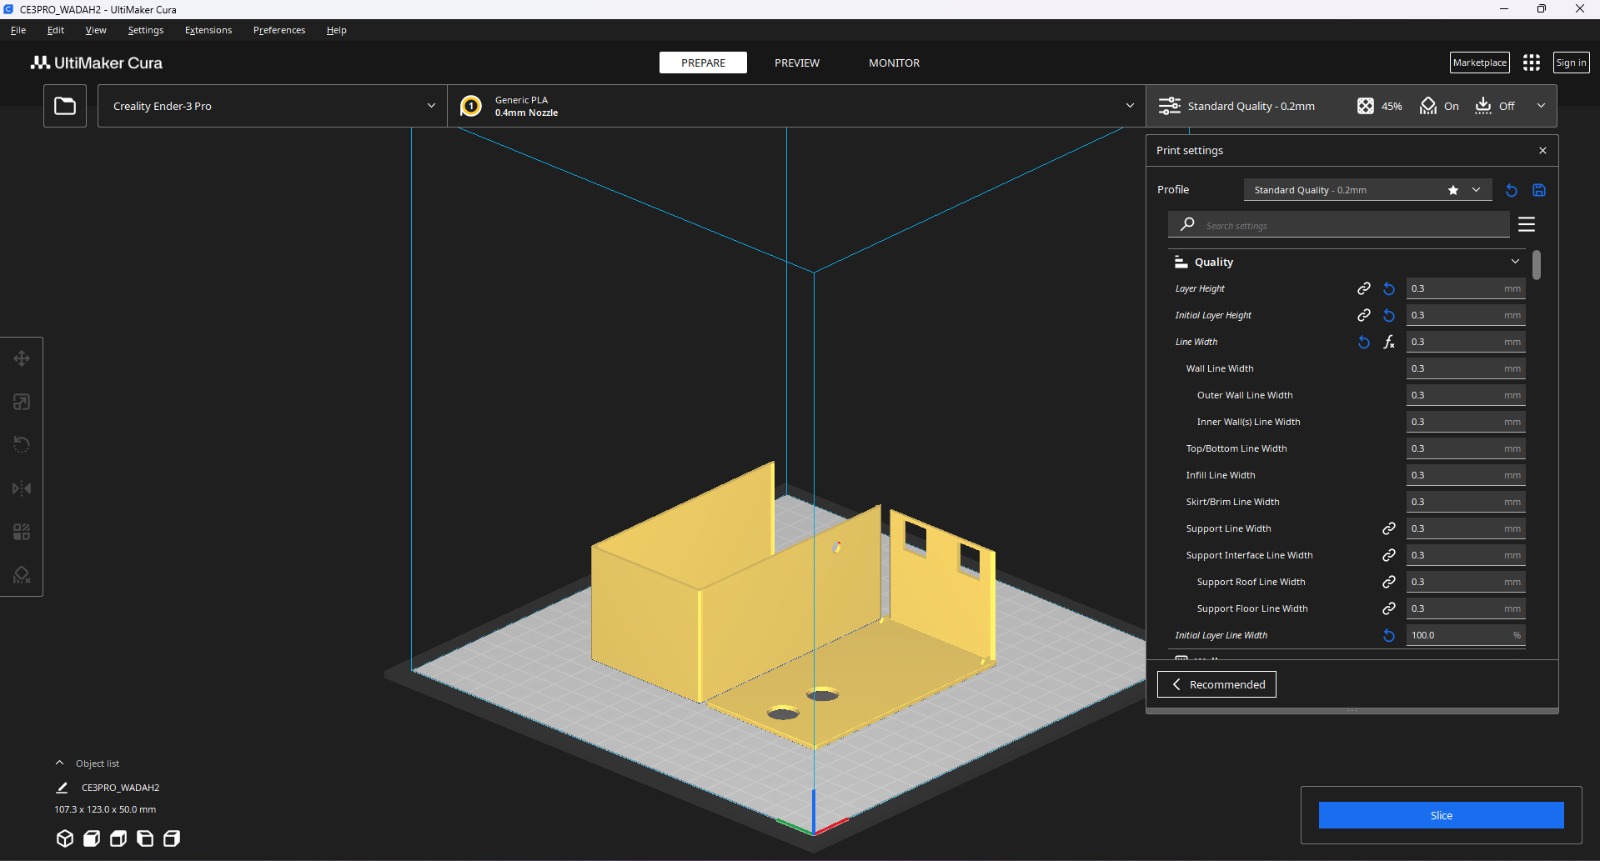 CE3PRO_WADAH2 - UltiMaker Cura
File Edit View Settings Extensions Preferences Help
UltiMaker Cura PREPARE PREVIEW MONITOR Marketplace Sign in
Creality Ender-3 Pro
1 Generic PLA
0.4mm Nozzle
Standard Quality - 0.2mm 45% On Off
Print settings
Profile Standard Quality - 0.2mm
Search settings
Quality
Layer Height 0.3 mm
Initial Layer Height 0.3 mm
Line Width fx 0.3 mm
Wall Line Width 0.3 mm
Outer Wall Line Width 0.3 mm
Inner Wall(s) Line Width 0.3 mm
Top/Bottom Line Width 0.3 mm
Infill Line Width 0.3 mm
Skirt/Brim Line Width 0.3 mm
Support Line Width 0.3 mm
Support Interface Line Width 0.3 mm
Support Roof Line Width 0.3 mm
Support Floor Line Width 0.3 mm
Initial Layer Line Width 100.0 %
Recommended
Object list
CE3PRO_WADAH2
107.3 x 123.0 x 50.0 mm
Slice